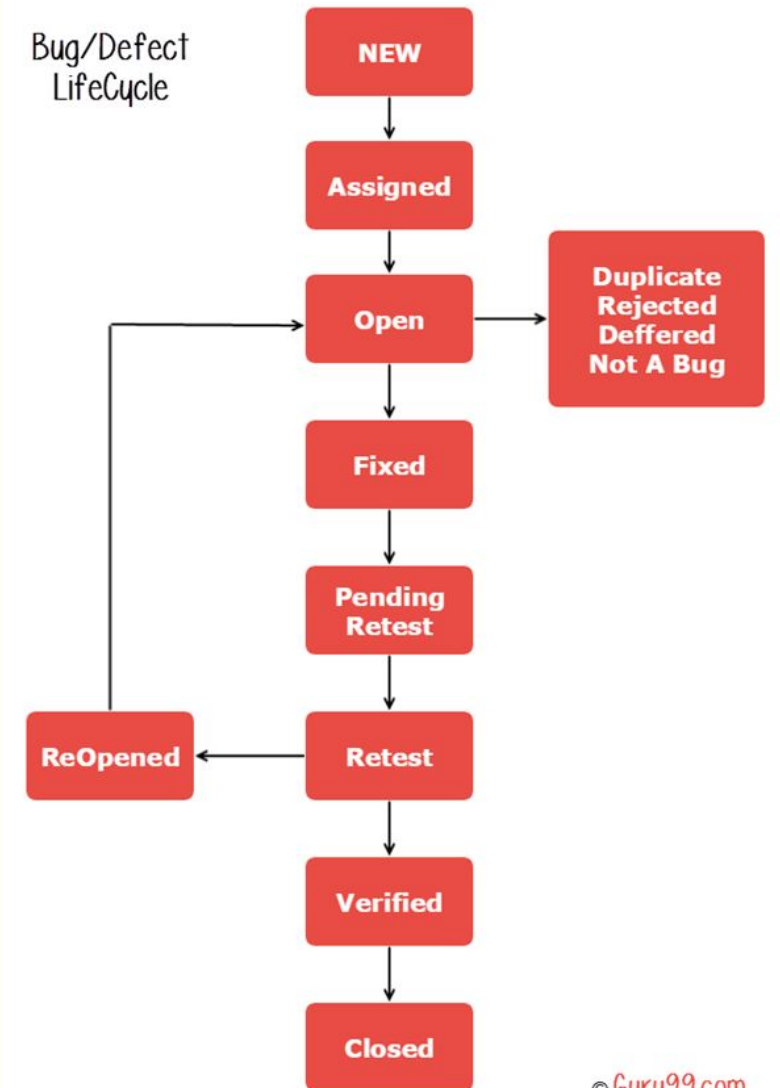 Bug/Defect
LifeCycle
NEW
Assigned
Open
Duplicate
Rejected
Deffered
Not A Bug
Fixed
Pending
Retest
ReOpened
Retest
Verified
Closed
© Guru99.com